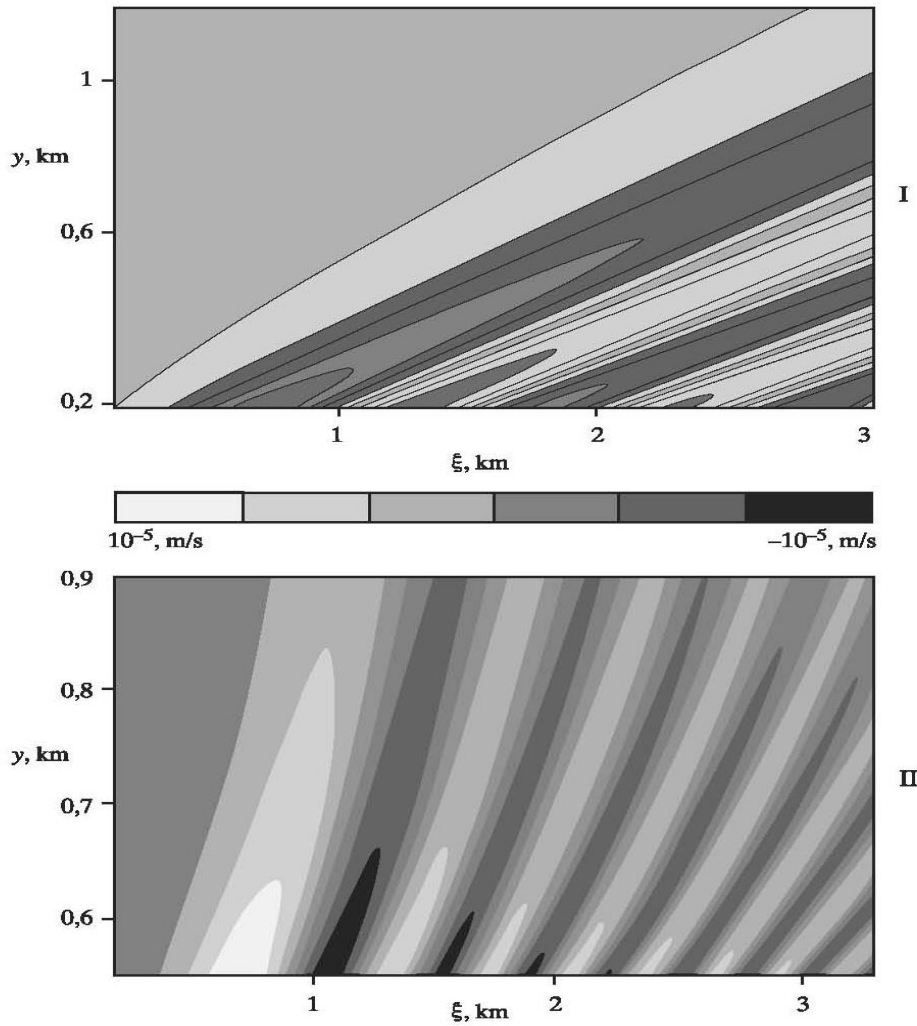 1
y, km
0,6
0,2
I
1 2 3
ξ, km
10⁻⁵, m/s −10⁻⁵, m/s
0,9
0,8
y, km
0,7
0,6
II
1 2 3
ξ, km